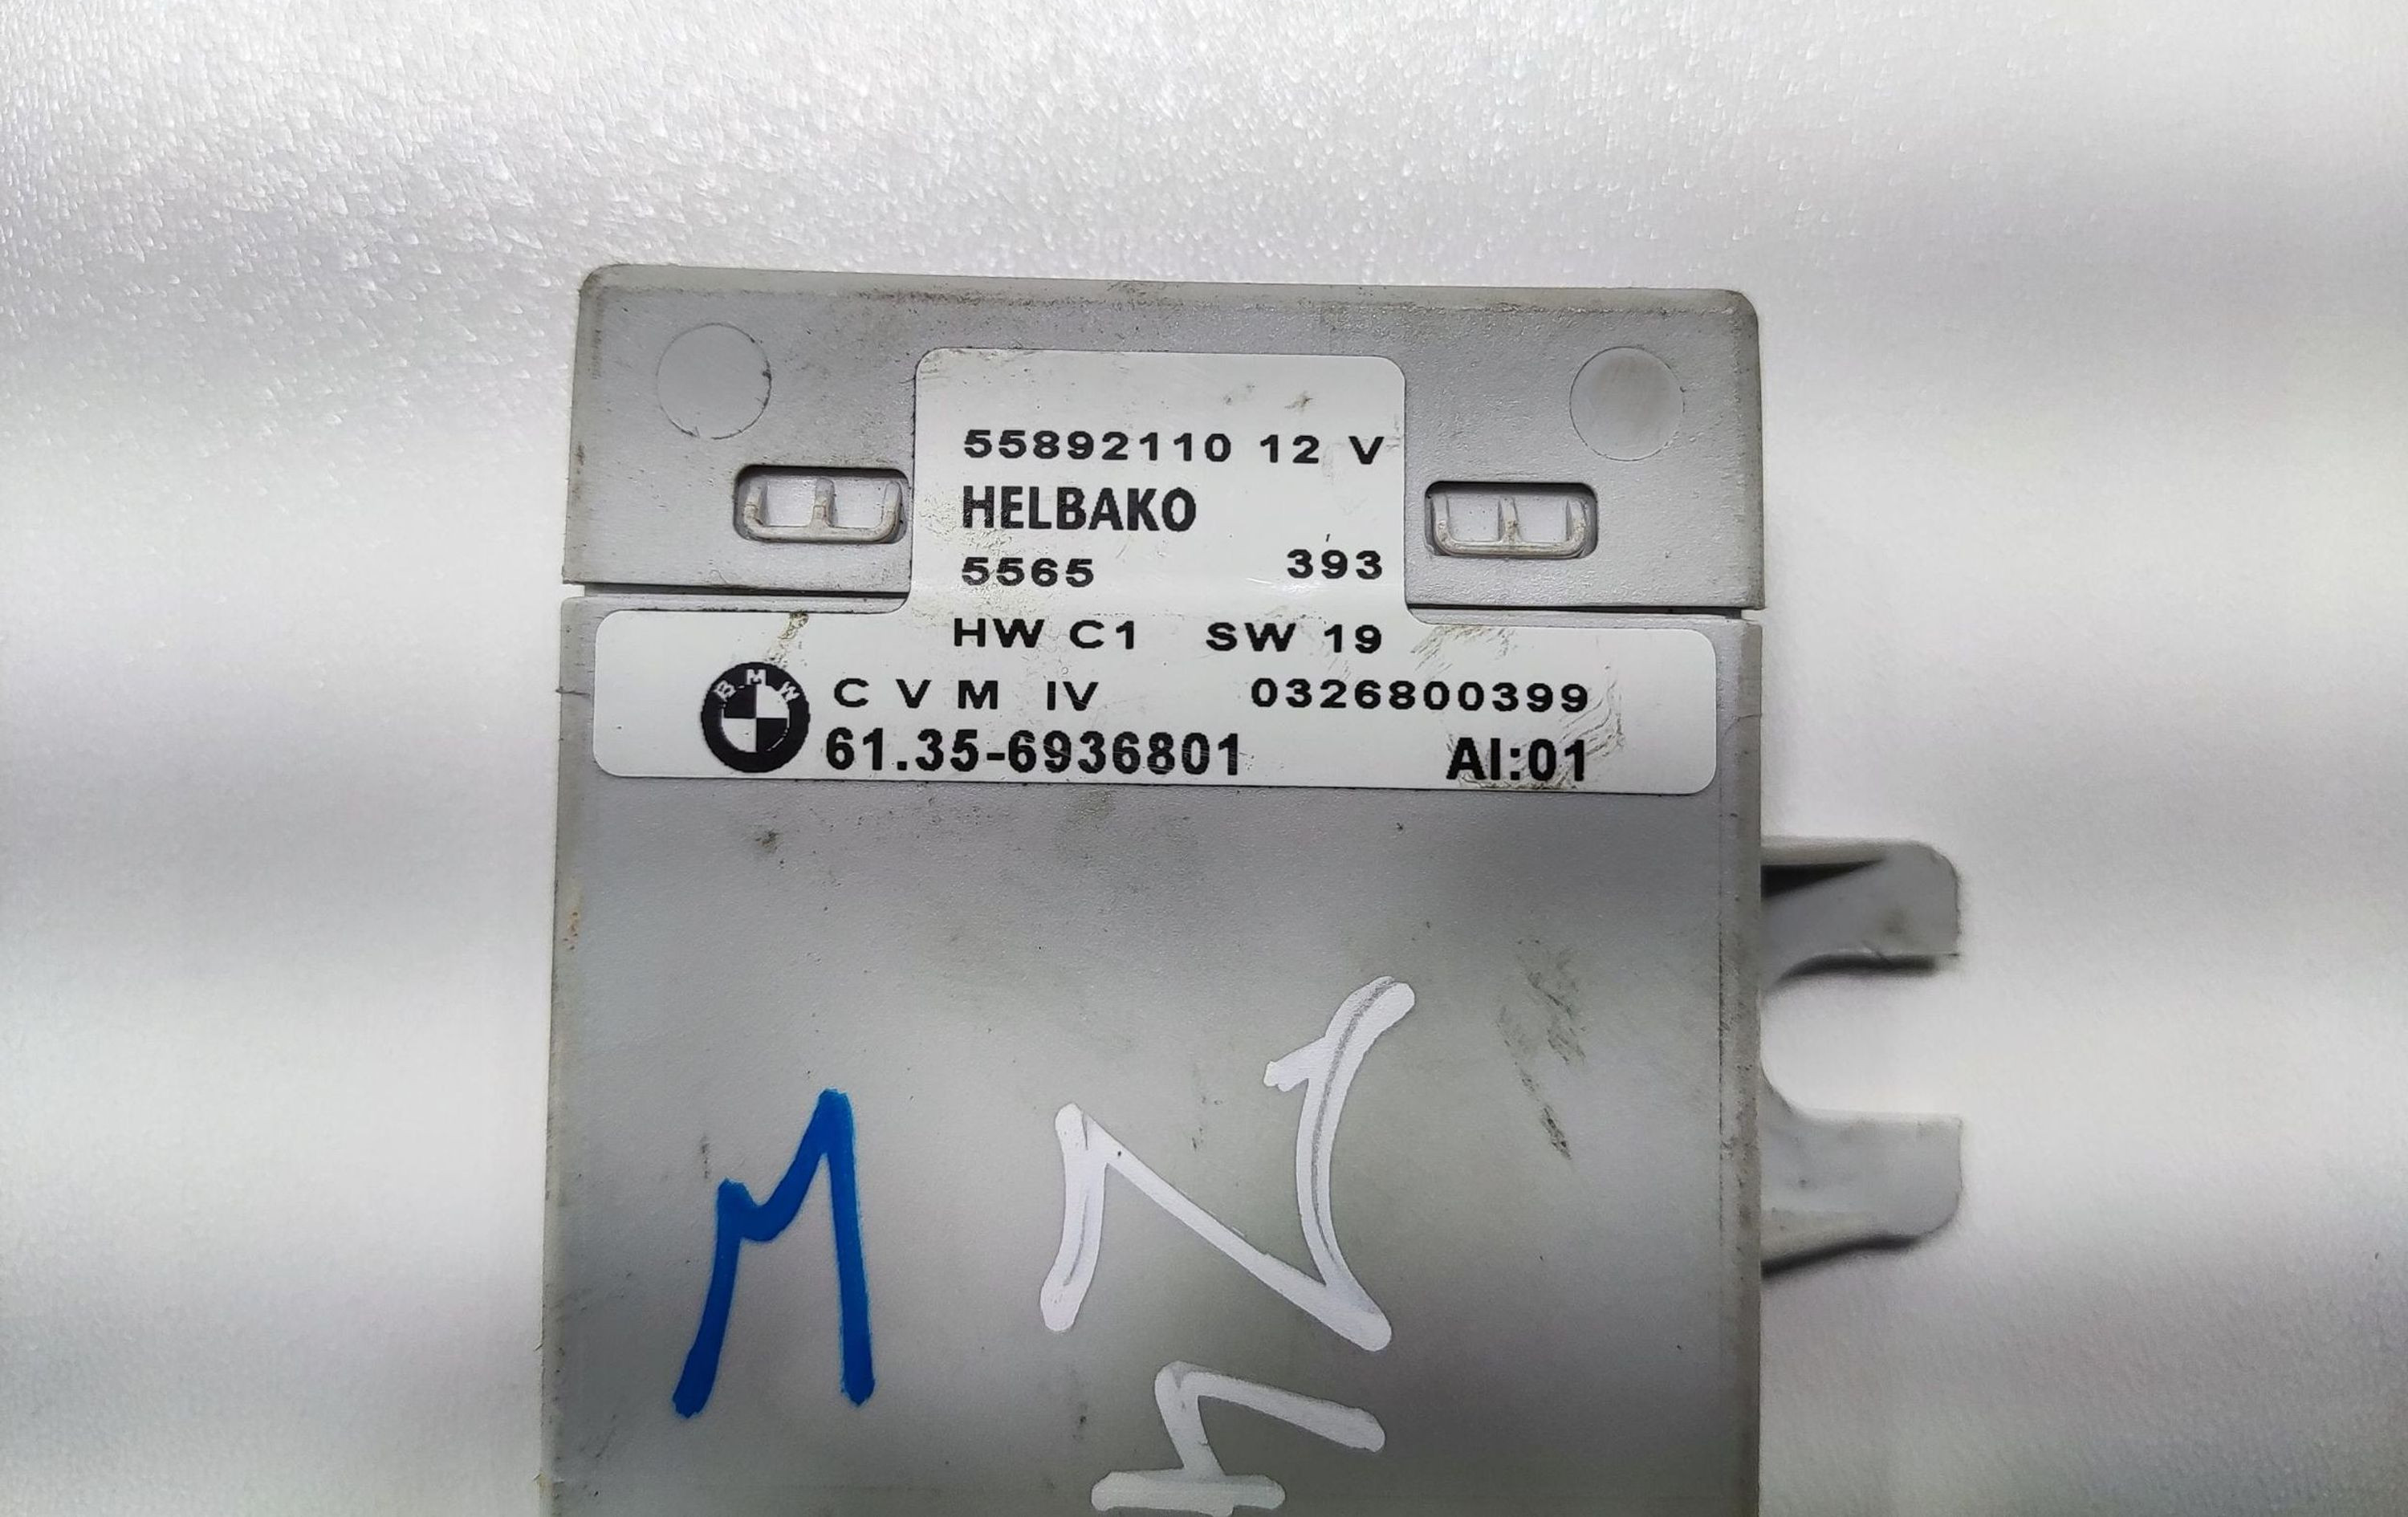 55892110 12 V
HELBAKO
5565 393
HW C1 SW 19
BMW
C V M IV 0326800399
61.35-6936801 AI:01
M